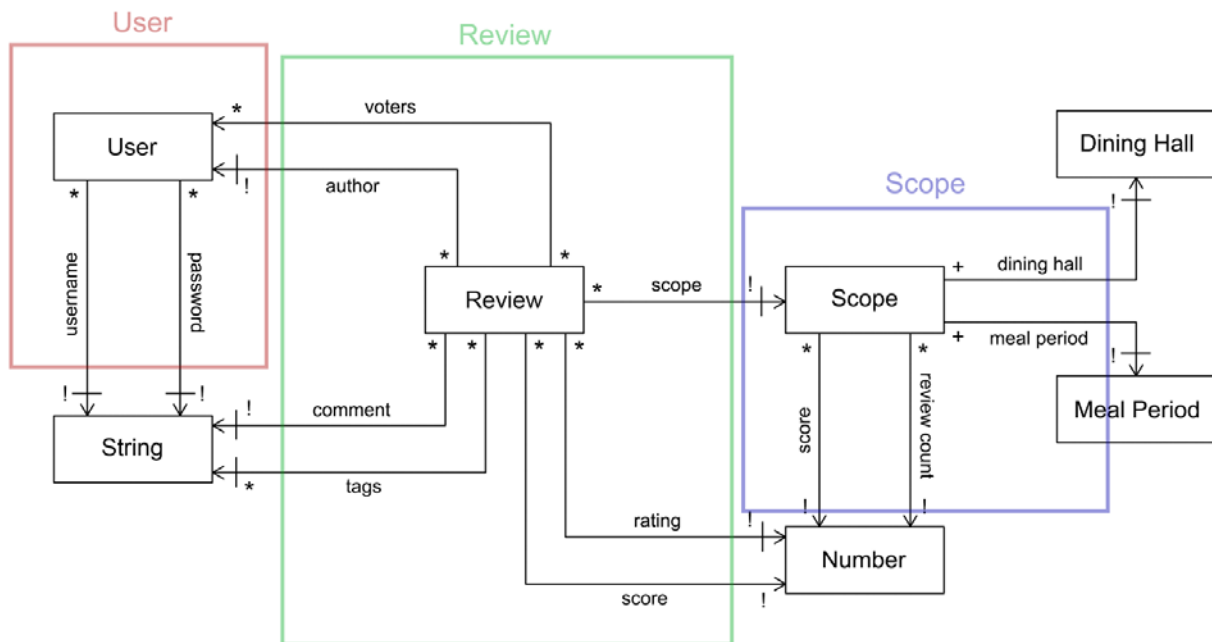 User
Review
voters
*
User
Dining Hall
!
author
Scope
!
*
*
username
password
*
*
+
dining hall
Review
*
scope
!
Scope
+
meal period
!
*
*
*
*
*
*
score
review count
Meal Period
!
!
!
comment
String
*
tags
!
!
!
rating
Number
score
!